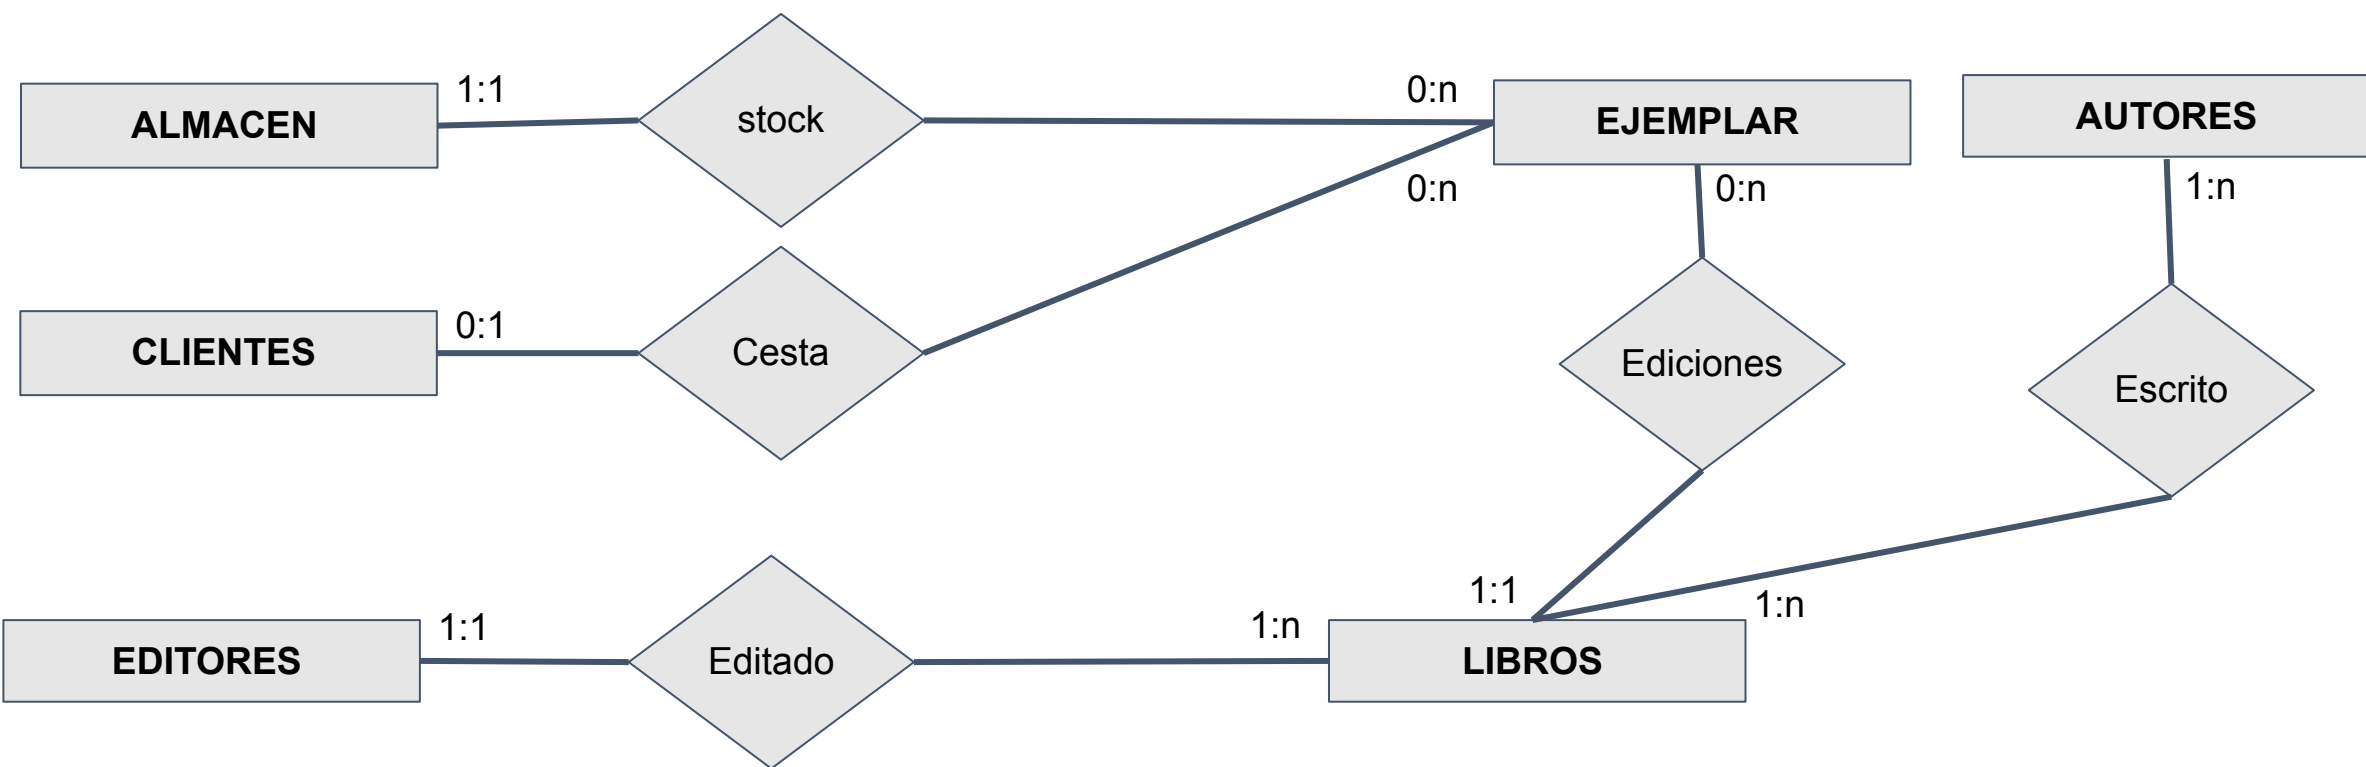 1:1
0:n
ALMACEN
stock
EJEMPLAR
AUTORES
0:n
0:n
1:n
0:1
CLIENTES
Cesta
Ediciones
Escrito
1:1
1:n
1:1
1:n
EDITORES
Editado
LIBROS